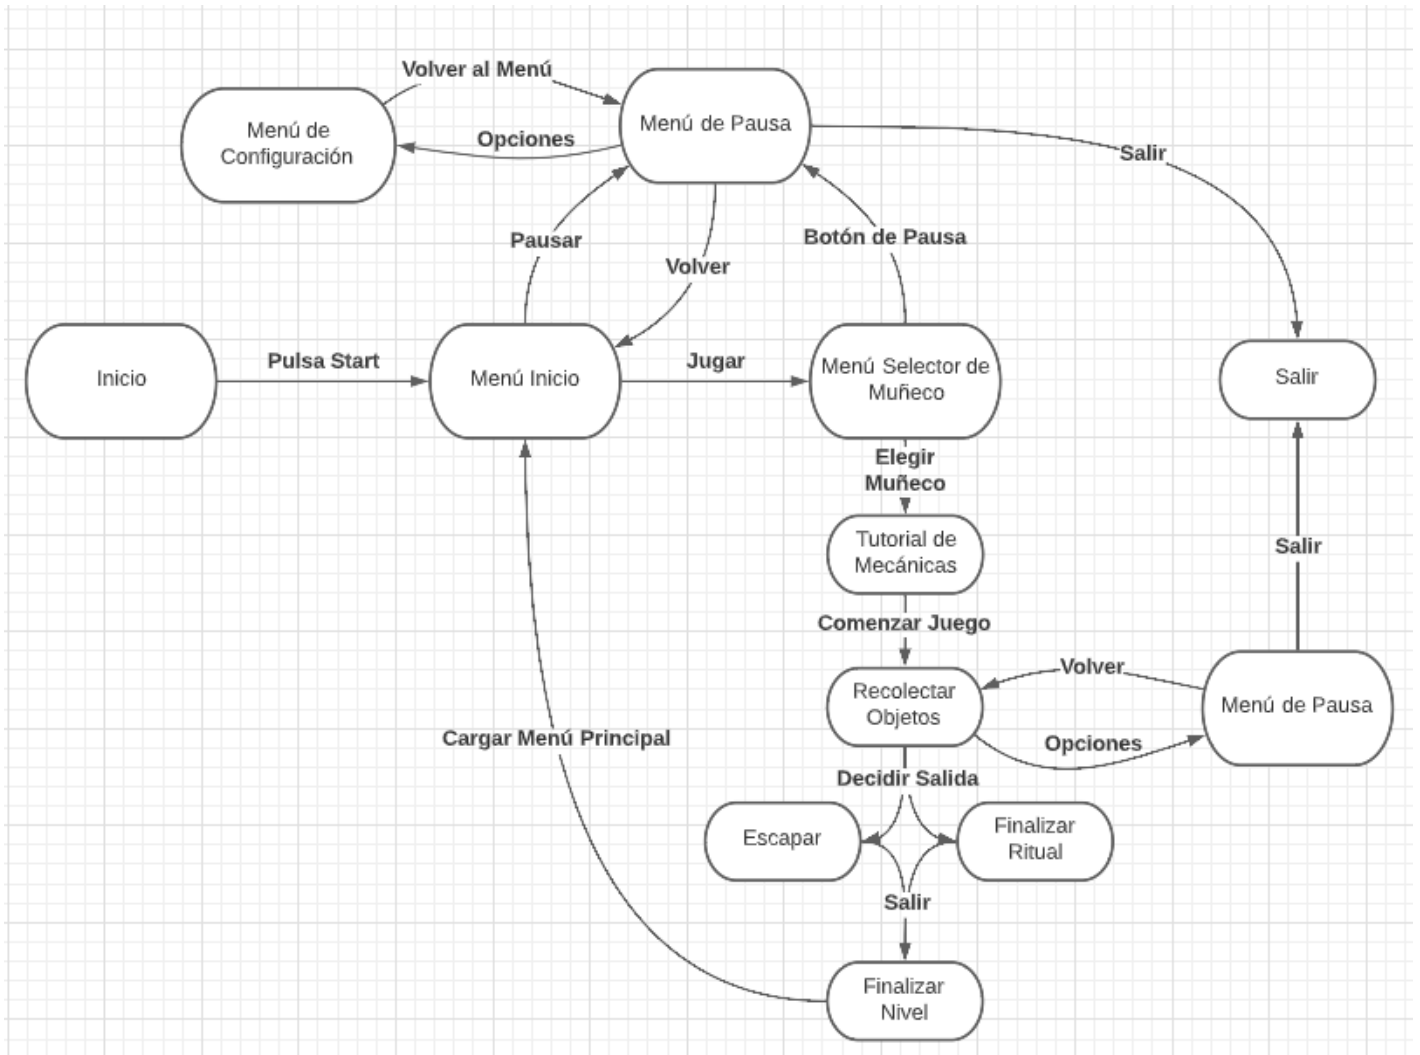 Volver al Menú
Menú de Pausa
Menú de
Configuración
Opciones
Salir
Pausar
Botón de Pausa
Volver
Inicio
Pulsa Start
Menú Inicio
Jugar
Menú Selector de
Muñeco
Salir
Elegir
Muñeco
Tutorial de
Mecánicas
Salir
Comenzar Juego
Recolectar
Objetos
Volver
Menú de Pausa
Opciones
Cargar Menú Principal
Decidir Salida
Escapar
Finalizar
Ritual
Salir
Finalizar
Nivel